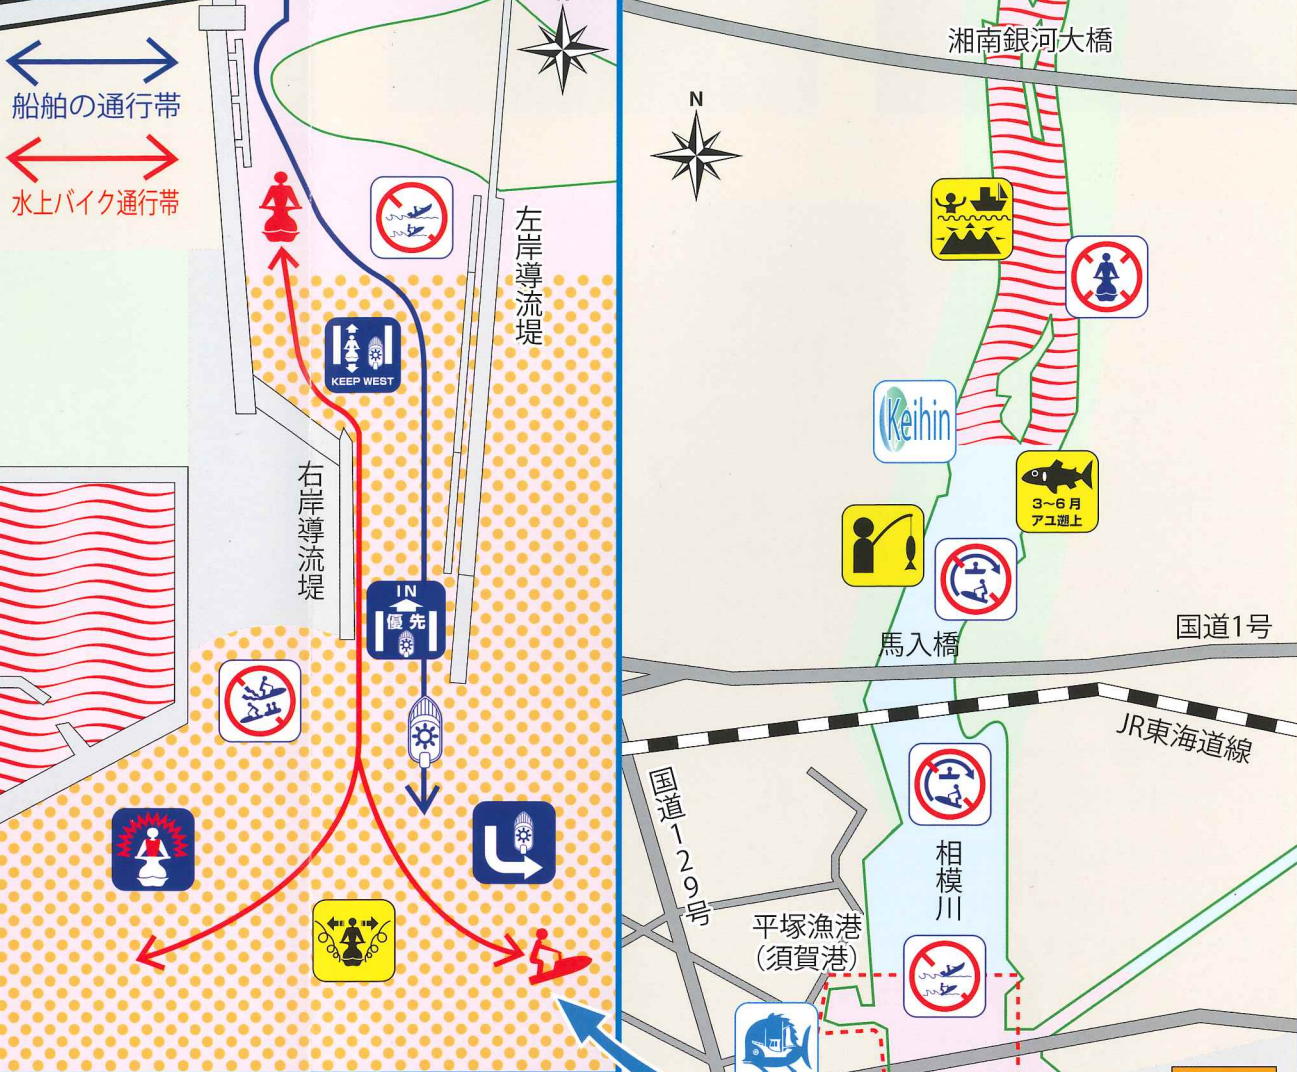 船舶の通行帯
水上バイク通行帯
左岸導流堤
KEEP WEST
右岸導流堤
IN
優先
湘南銀河大橋
N
Keihin
3~6月
アユ遡上
馬入橋
国道1号
JR東海道線
国道129号
相模川
平塚漁港
(須賀港)